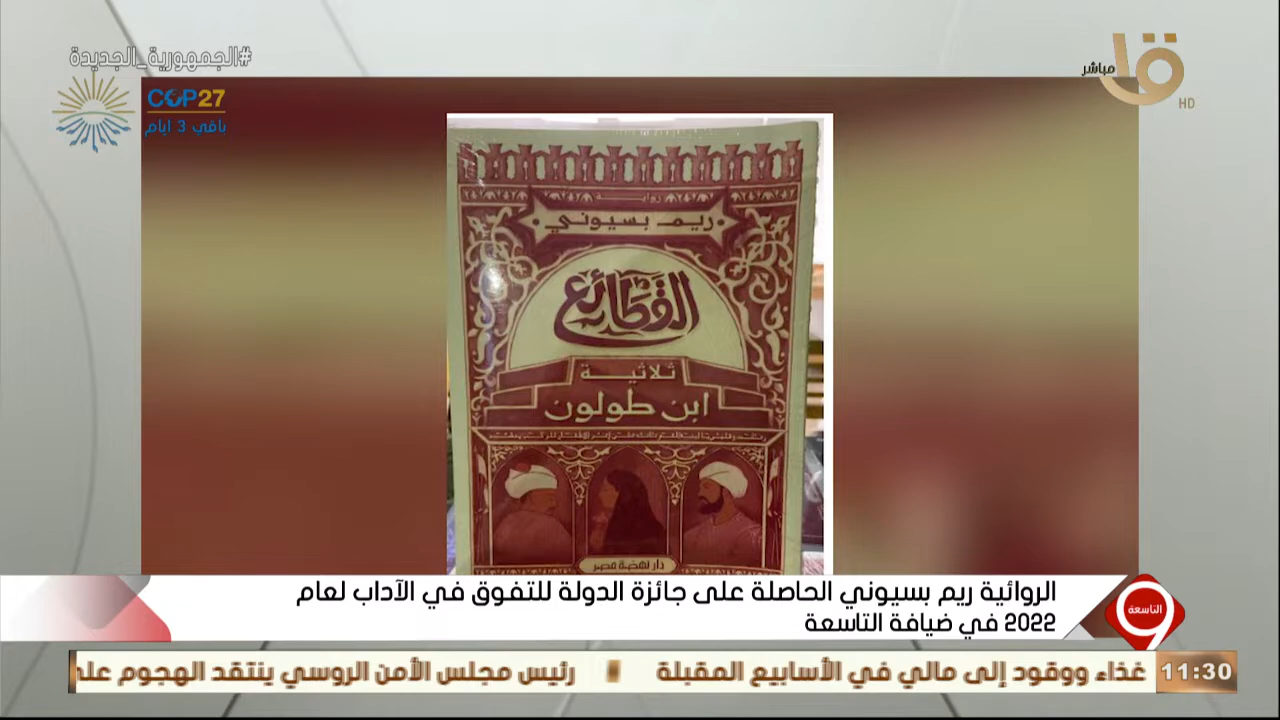 #الجمهورية_الجديدة
COP27
باقي 3 ايام
مباشر
HD
رواية
ريم بسيوني
القطائع
ثلاثية
ابن طولون
دار نهضة مصر
الروائية ريم بسيوني الحاصلة على جائزة الدولة للتفوق في الآداب لعام
2022 في ضيافة التاسعة
التاسعة
غذاء ووقود إلى مالي في الأسابيع المقبلة
رئيس مجلس الأمن الروسي ينتقد الهجوم
11:30